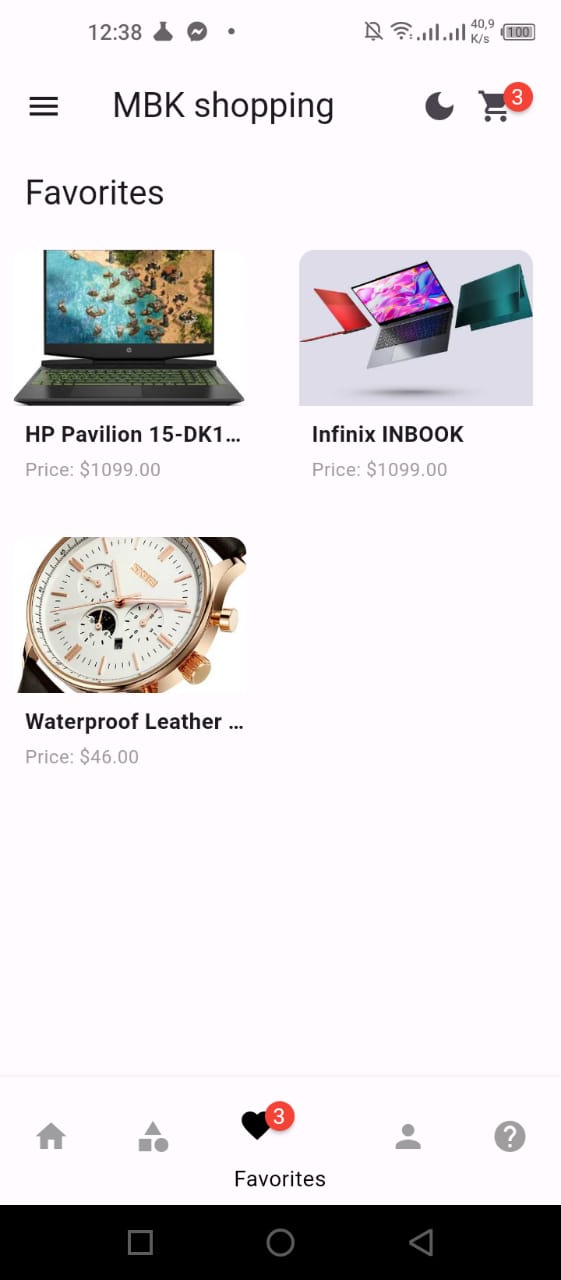 12:38
40,9
K/s
100
MBK shopping
3
Favorites
HP Pavilion 15-DK1...
Infinix INBOOK
Price: $1099.00
Price: $1099.00
SKMEI
Waterproof Leather ...
Price: $46.00
3
Favorites